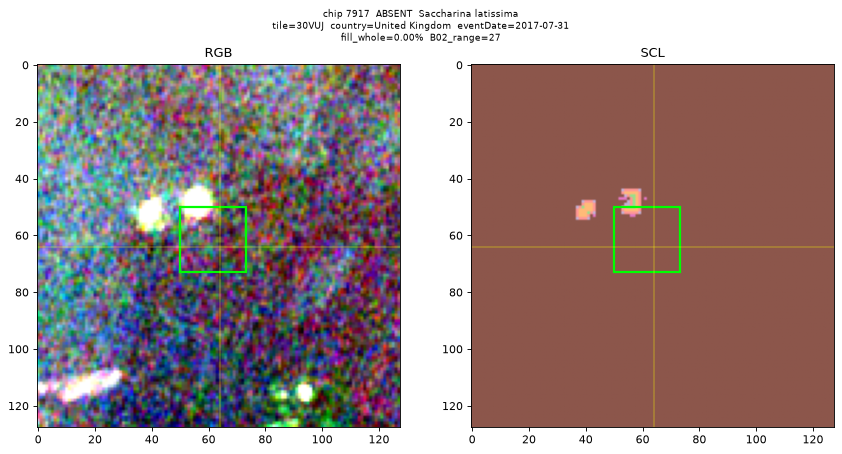 chip 7917  ABSENT  Saccharina latissima
tile=30VUJ  country=United Kingdom  eventDate=2017-07-31
fill_whole=0.00%  B02_range=27
RGB
SCL
0
20
40
60
80
100
120
0 20 40 60 80 100 120
0
20
40
60
80
100
120
0 20 40 60 80 100 120